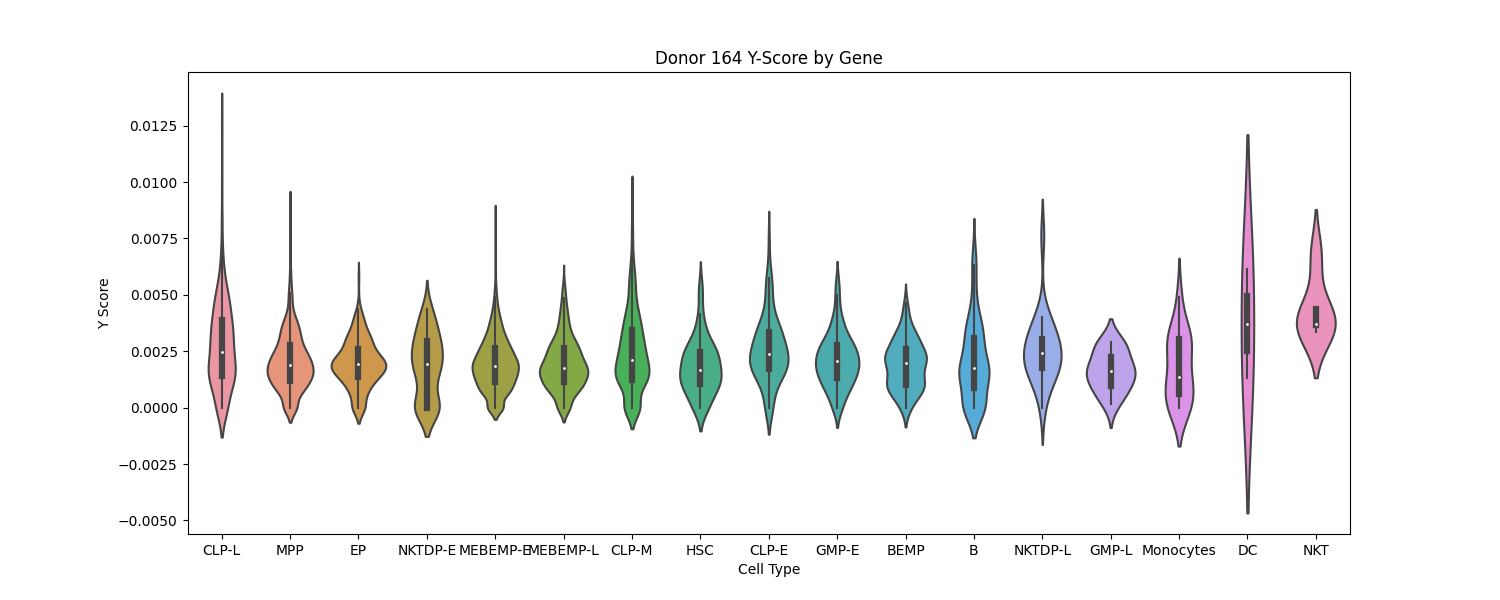 Donor 164 Y-Score by Gene
Y Score
0.0125
0.0100
0.0075
0.0050
0.0025
0.0000
−0.0025
−0.0050
CLP-L MPP EP NKTDP-E MEBEMP-E MEBEMP-L CLP-M HSC CLP-E GMP-E BEMP B NKTDP-L GMP-L Monocytes DC NKT
Cell Type